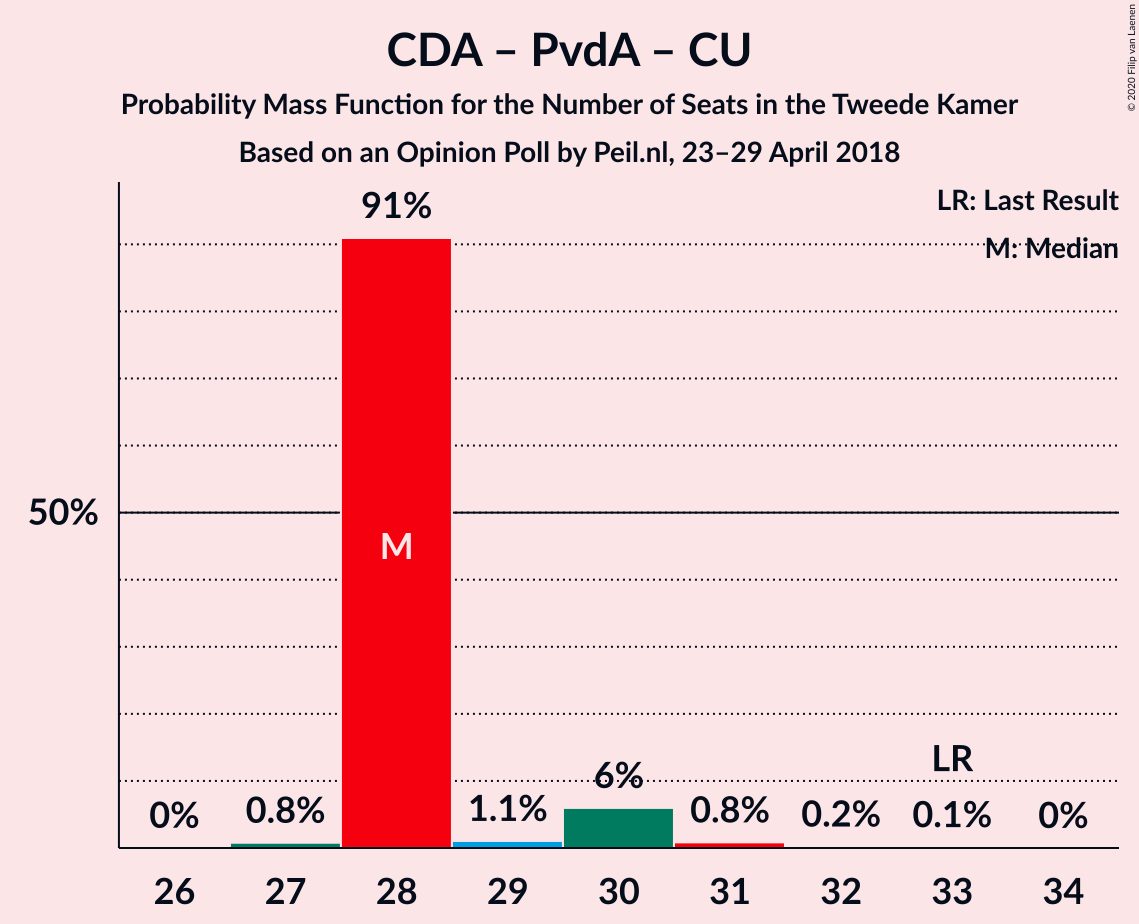 CDA – PvdA – CU
Probability Mass Function for the Number of Seats in the Tweede Kamer
Based on an Opinion Poll by Peil.nl, 23–29 April 2018
© 2020 Filip van Laenen
LR: Last Result
M: Median
91%
50%
M
LR
0%
0.8%
1.1%
6%
0.8%
0.2%
0.1%
0%
26 27 28 29 30 31 32 33 34